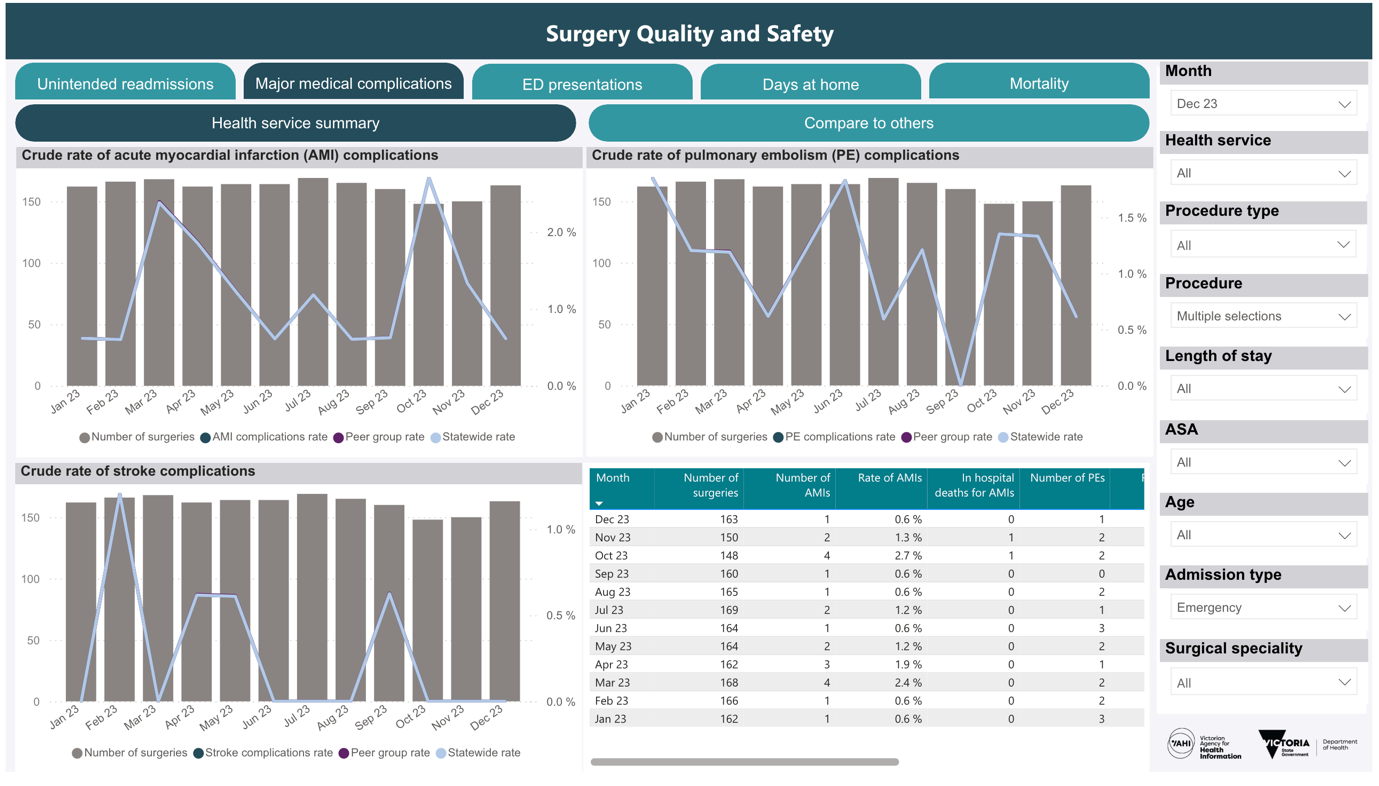 Surgery Quality and Safety
Unintended readmissions
Major medical complications
ED presentations
Days at home
Mortality
Health service summary
Compare to others
Crude rate of acute myocardial infarction (AMI) complications
150
100
50
0
2.0 %
1.0 %
0.0 %
Jan 23 Feb 23 Mar 23 Apr 23 May 23 Jun 23 Jul 23 Aug 23 Sep 23 Oct 23 Nov 23 Dec 23
Number of surgeries AMI complications rate Peer group rate Statewide rate
Crude rate of pulmonary embolism (PE) complications
150
100
50
0
1.5 %
1.0 %
0.5 %
0.0 %
Jan 23 Feb 23 Mar 23 Apr 23 May 23 Jun 23 Jul 23 Aug 23 Sep 23 Oct 23 Nov 23 Dec 23
Number of surgeries PE complications rate Peer group rate Statewide rate
Crude rate of stroke complications
150
100
50
0
1.0 %
0.5 %
0.0 %
Jan 23 Feb 23 Mar 23 Apr 23 May 23 Jun 23 Jul 23 Aug 23 Sep 23 Oct 23 Nov 23 Dec 23
Number of surgeries Stroke complications rate Peer group rate Statewide rate
Month Number of surgeries Number of AMIs Rate of AMIs In hospital deaths for AMIs Number of PEs
Dec 23 163 1 0.6 % 0 1
Nov 23 150 2 1.3 % 1 2
Oct 23 148 4 2.7 % 1 2
Sep 23 160 1 0.6 % 0 0
Aug 23 165 1 0.6 % 0 2
Jul 23 169 2 1.2 % 0 1
Jun 23 164 1 0.6 % 0 3
May 23 164 2 1.2 % 0 2
Apr 23 162 3 1.9 % 0 1
Mar 23 168 4 2.4 % 0 2
Feb 23 166 1 0.6 % 0 2
Jan 23 162 1 0.6 % 0 3
Month
Dec 23
Health service
All
Procedure type
All
Procedure
Multiple selections
Length of stay
All
ASA
All
Age
All
Admission type
Emergency
Surgical speciality
All
VAHI
Victorian
Agency for
Health
Information
VICTORIA
State
Government
Department
of Health